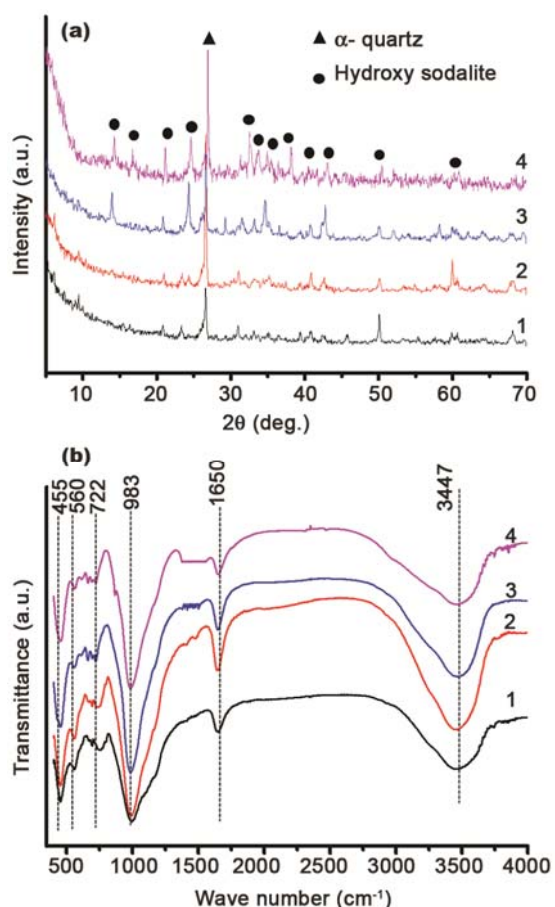 (a)
▲ α- quartz
● Hydroxy sodalite
4
3
2
1
Intensity (a.u.)
10 20 30 40 50 60 70
2θ (deg.)
(b)
455
560
722
983
1650
3447
4
3
2
1
Transmittance (a.u.)
500 1000 1500 2000 2500 3000 3500 4000
Wave number (cm-1)